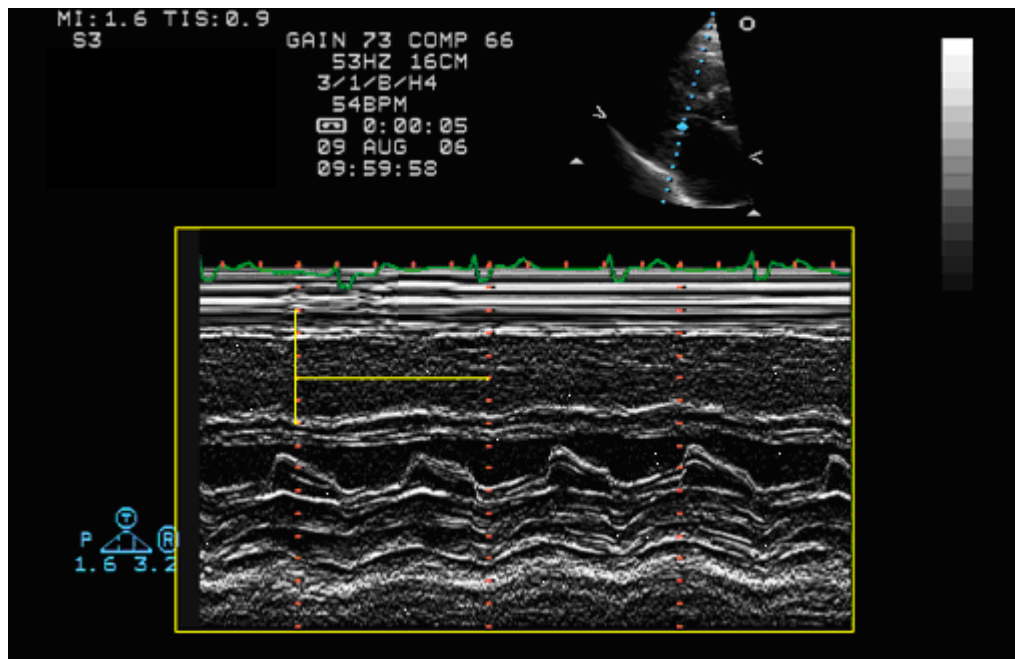 MI:1.6 TIS:0.9
S3
GAIN 73 COMP 66
53HZ 16CM
3/1/B/H4
54BPM
0:00:05
09 AUG 06
09:59:58
T
P R
1.6 3.2